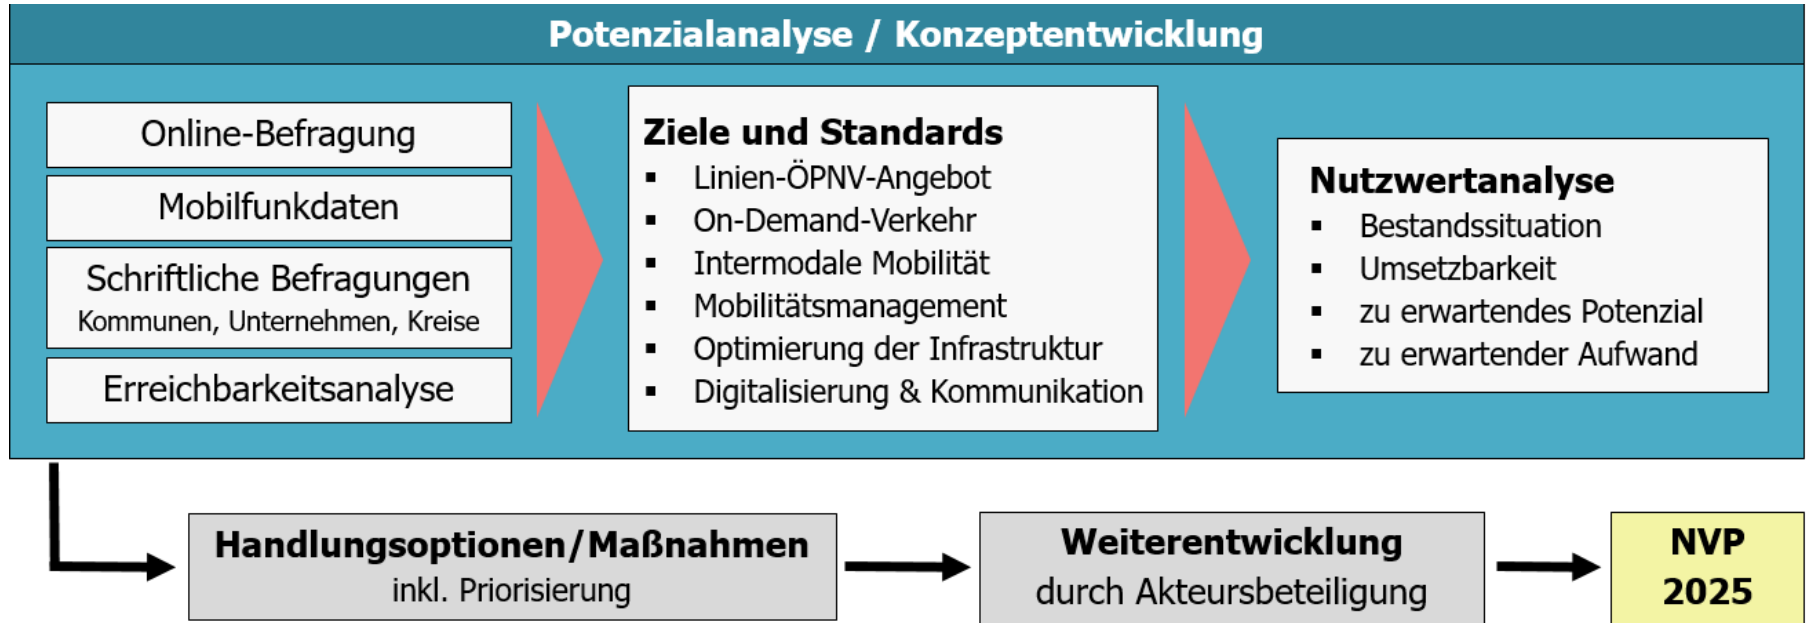 Potenzialanalyse / Konzeptentwicklung
Online-Befragung
Mobilfunkdaten
Schriftliche Befragungen
Kommunen, Unternehmen, Kreise
Erreichbarkeitsanalyse
Ziele und Standards
▪ Linien-ÖPNV-Angebot
▪ On-Demand-Verkehr
▪ Intermodale Mobilität
▪ Mobilitätsmanagement
▪ Optimierung der Infrastruktur
▪ Digitalisierung & Kommunikation
Nutzwertanalyse
▪ Bestandssituation
▪ Umsetzbarkeit
▪ zu erwartendes Potenzial
▪ zu erwartender Aufwand
Handlungsoptionen/Maßnahmen
inkl. Priorisierung
Weiterentwicklung
durch Akteursbeteiligung
NVP
2025